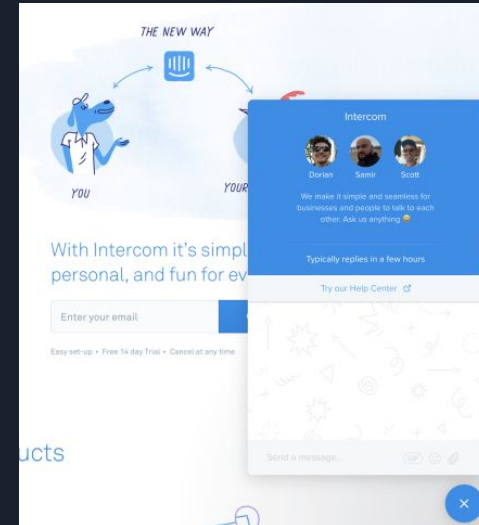 THE NEW WAY
YOU
YOUR
With Intercom it's simpl
personal, and fun for ev
Enter your email
Easy set-up • Free 14 day Trial • Cancel at any time
ucts
Intercom
Dorian Samir Scott
We make it simple and seamless for
businesses and people to talk to each
other. Ask us anything 😄
Typically replies in a few hours
Try our Help Center
Send a message...
GIF